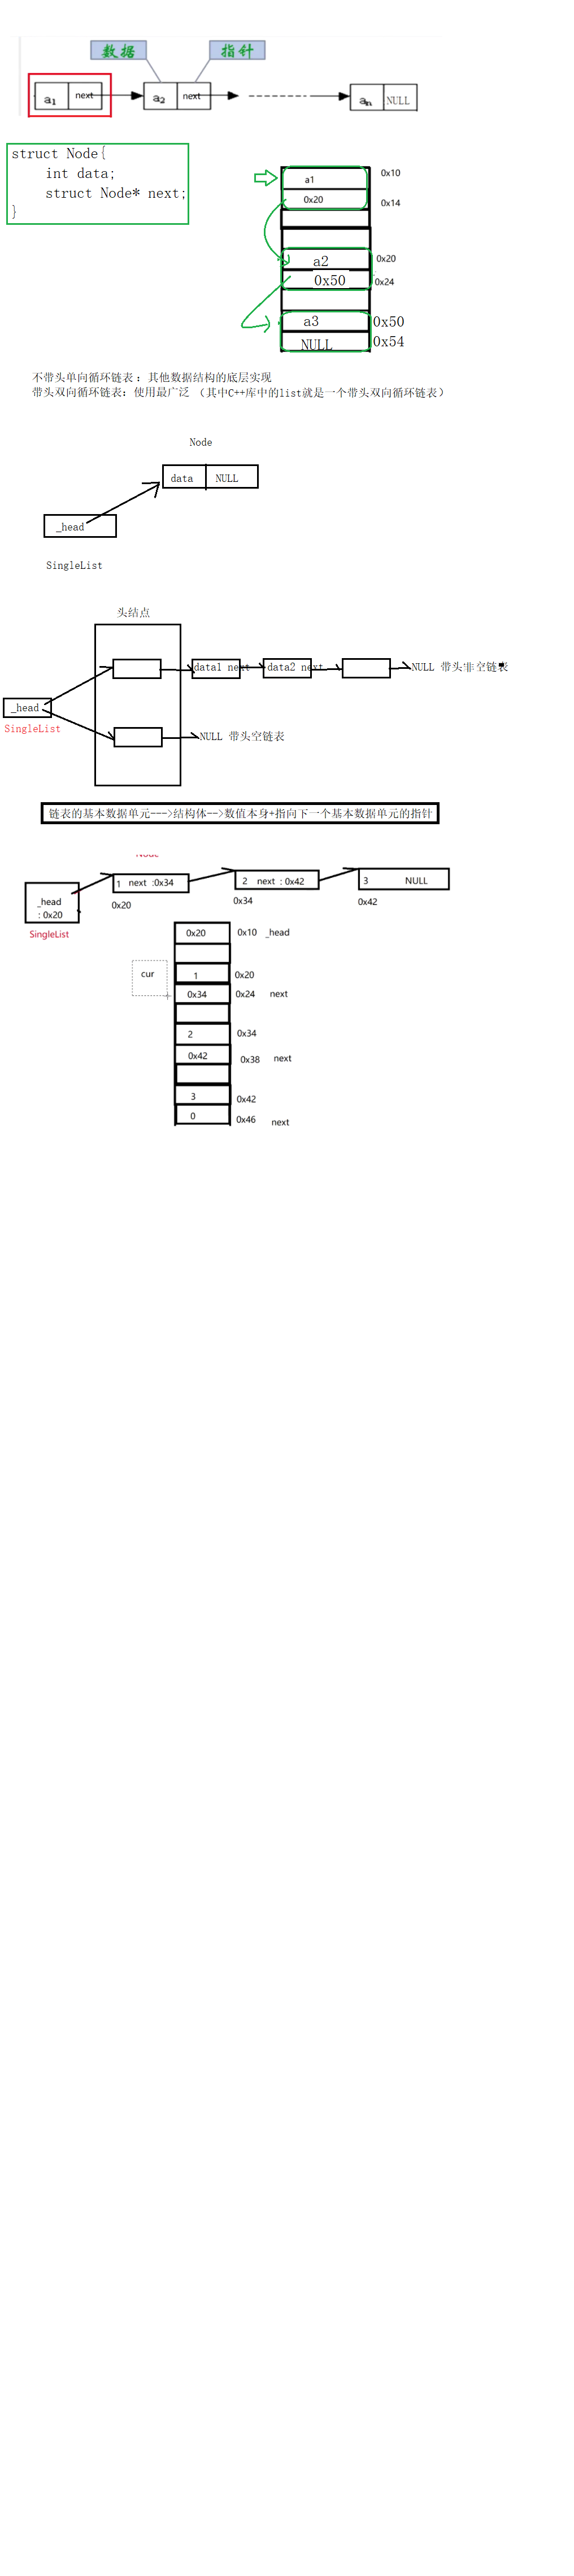 数据 指针
a1 next a2 next an NULL
struct Node{
int data;
struct Node* next;
}
a1 0x10
0x20 0x14
a2 0x20
0x50 0x24
a3 0x50
NULL 0x54
不带头单向循环链表：其他数据结构的底层实现
带头双向循环链表：使用最广泛 （其中C++库中的list就是一个带头双向循环链表）
Node
data NULL
_head
SingleList
头结点
data1 next data2 next NULL 带头非空链表
_head
SingleList
NULL 带头空链表
链表的基本数据单元--->结构体-->数值本身+指向下一个基本数据单元的指针
Node
1 next :0x34 2 next : 0x42 3 NULL
_head
: 0x20
0x20 0x34 0x42
SingleList
0x20 0x10 _head
cur
1 0x20
0x34 0x24 next
2 0x34
0x42 0x38 next
3 0x42
0 0x46 next